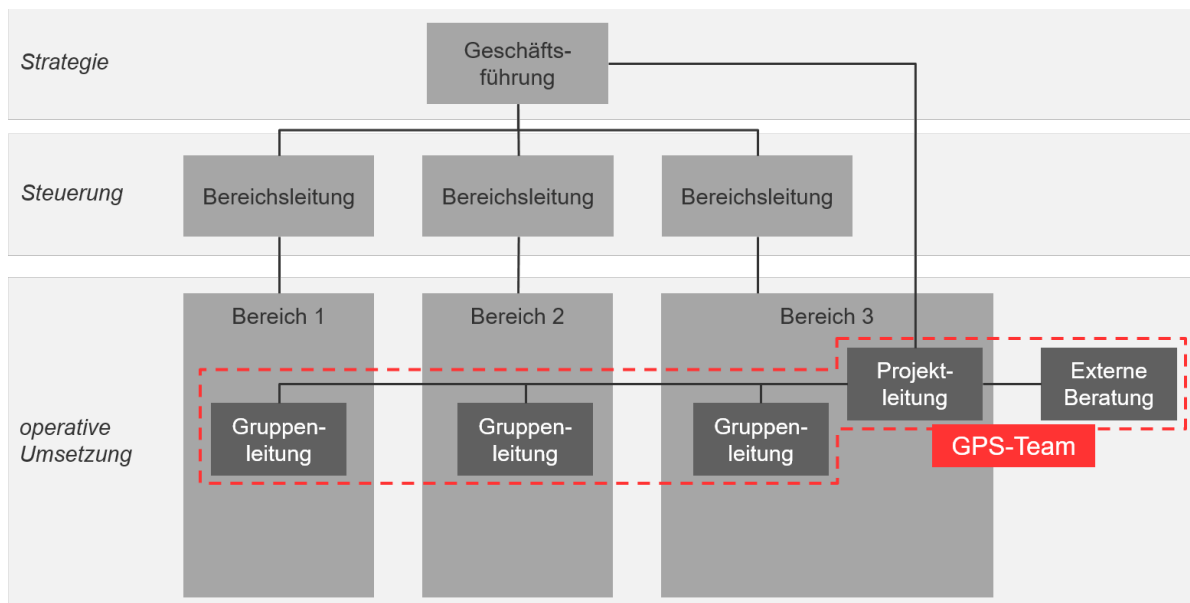 Strategie
Geschäfts-
führung
Steuerung
Bereichsleitung
Bereichsleitung
Bereichsleitung
operative
Umsetzung
Bereich 1
Bereich 2
Bereich 3
Gruppen-
leitung
Gruppen-
leitung
Gruppen-
leitung
Projekt-
leitung
Externe
Beratung
GPS-Team